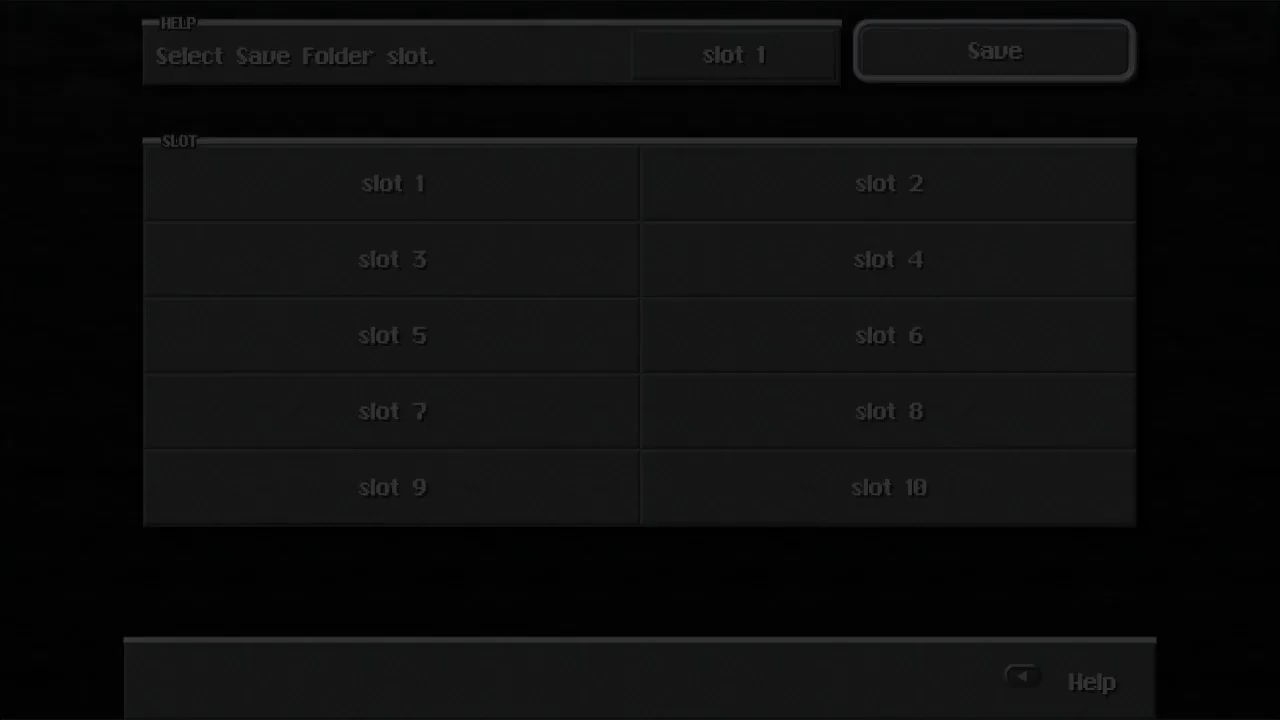 HELP
Select Save Folder slot.
slot 1
Save
SLOT
slot 1
slot 2
slot 3
slot 4
slot 5
slot 6
slot 7
slot 8
slot 9
slot 10
Help